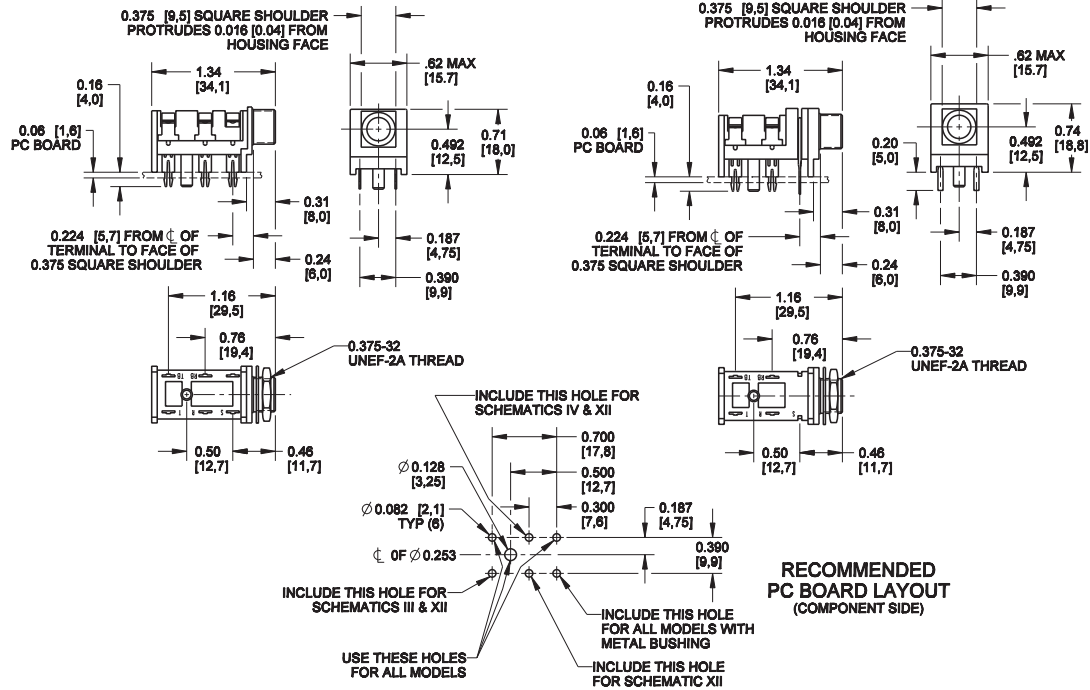 0.375 [9,5] SQUARE SHOULDER
PROTRUDES 0.016 [0.04] FROM
HOUSING FACE
.62 MAX
[15.7]
1.34
[34,1]
0.16
[4,0]
0.06 [1,6]
PC BOARD
0.492
[12,5]
0.71
[18,0]
0.31
[8,0]
0.224 [5,7] FROM ℄ OF
TERMINAL TO FACE OF
0.375 SQUARE SHOULDER
0.24
[6,0]
0.187
[4,75]
0.390
[9,9]
1.16
[29,5]
0.76
[19,4]
0.375-32
UNEF-2A THREAD
TB RB
T R S
0.50
[12,7]
0.46
[11,7]
0.375 [9,5] SQUARE SHOULDER
PROTRUDES 0.016 [0.04] FROM
HOUSING FACE
.62 MAX
[15.7]
1.34
[34,1]
0.16
[4,0]
0.06 [1,6]
PC BOARD
0.20
[5,0]
0.492
[12,5]
0.74
[18,8]
0.31
[8,0]
0.224 [5,7] FROM ℄ OF
TERMINAL TO FACE OF
0.375 SQUARE SHOULDER
0.24
[6,0]
0.187
[4,75]
0.390
[9,9]
1.16
[29,5]
0.76
[19,4]
0.375-32
UNEF-2A THREAD
TB RB
T R S
0.50
[12,7]
0.46
[11,7]
INCLUDE THIS HOLE FOR
SCHEMATICS IV & XII
0.700
[17,8]
Ø 0.128
[3,25]
0.500
[12,7]
Ø 0.082 [2,1]
TYP (6)
0.300
[7,6]
0.187
[4,75]
℄ 0F Ø 0.253
0.390
[9,9]
RECOMMENDED
PC BOARD LAYOUT
(COMPONENT SIDE)
INCLUDE THIS HOLE FOR
SCHEMATICS III & XII
INCLUDE THIS HOLE
FOR ALL MODELS WITH
METAL BUSHING
USE THESE HOLES
FOR ALL MODELS
INCLUDE THIS HOLE
FOR SCHEMATIC XII